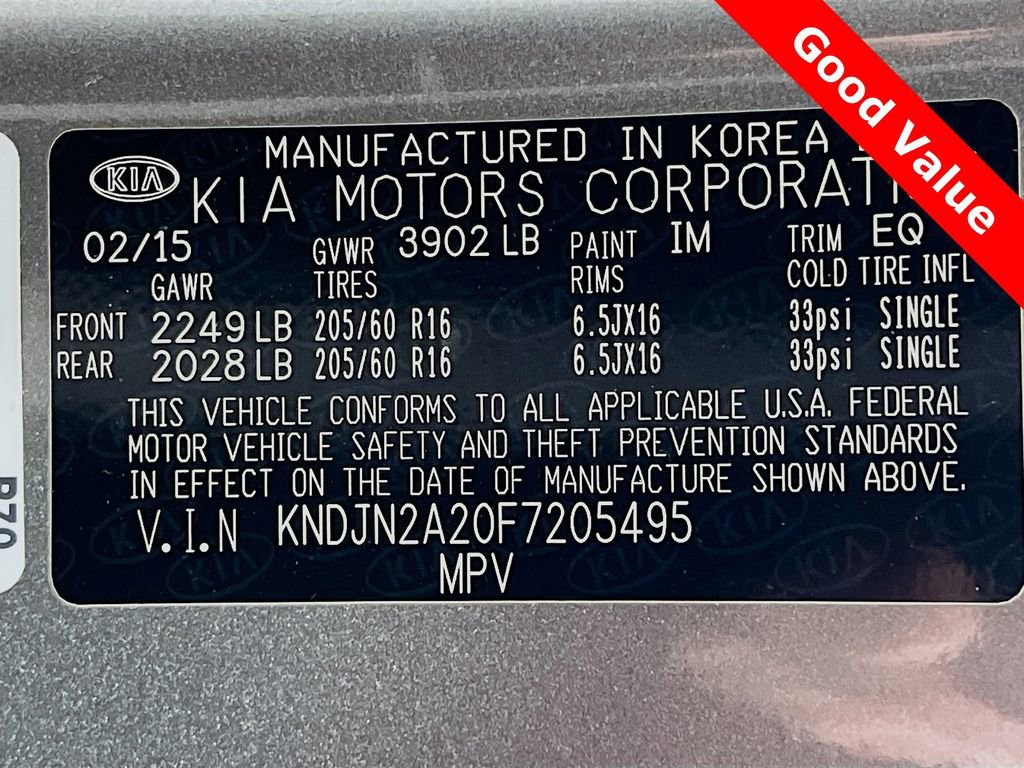 Good Value
MANUFACTURED IN KOREA
KIA
KIA MOTORS
02/15 GVWR 3902 LB PAINT IM TRIM EQ
GAWR TIRES RIMS COLD TIRE INFL
FRONT 2249 LB 205/60 R16 6.5JX16 33psi SINGLE
REAR 2028 LB 205/60 R16 6.5JX16 33psi SINGLE
THIS VEHICLE CONFORMS TO ALL APPLICABLE U.S.A. FEDERAL
MOTOR VEHICLE SAFETY AND THEFT PREVENTION STANDARDS
IN EFFECT ON THE DATE OF MANUFACTURE SHOWN ABOVE.
V.I.N KNDJN2A20F7205495
MPV